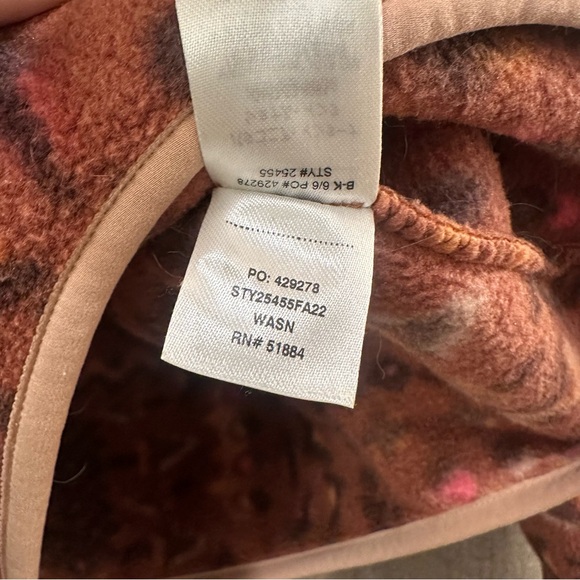 B-K 6/6 PO# 429278
STY# 25455
PO: 429278
STY25455FA22
WASN
RN# 51884